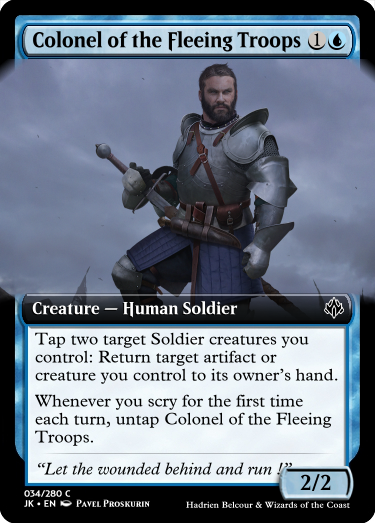 Colonel of the Fleeing Troops 1
Creature — Human Soldier
Tap two target Soldier creatures you
control: Return target artifact or
creature you control to its owner's hand.
Whenever you scry for the first time
each turn, untap Colonel of the Fleeing
Troops.
“Let the wounded behind and run !”
2/2
034/280 C
JK • EN PAVEL PROSKURIN
Hadrien Belcour & Wizards of the Coast